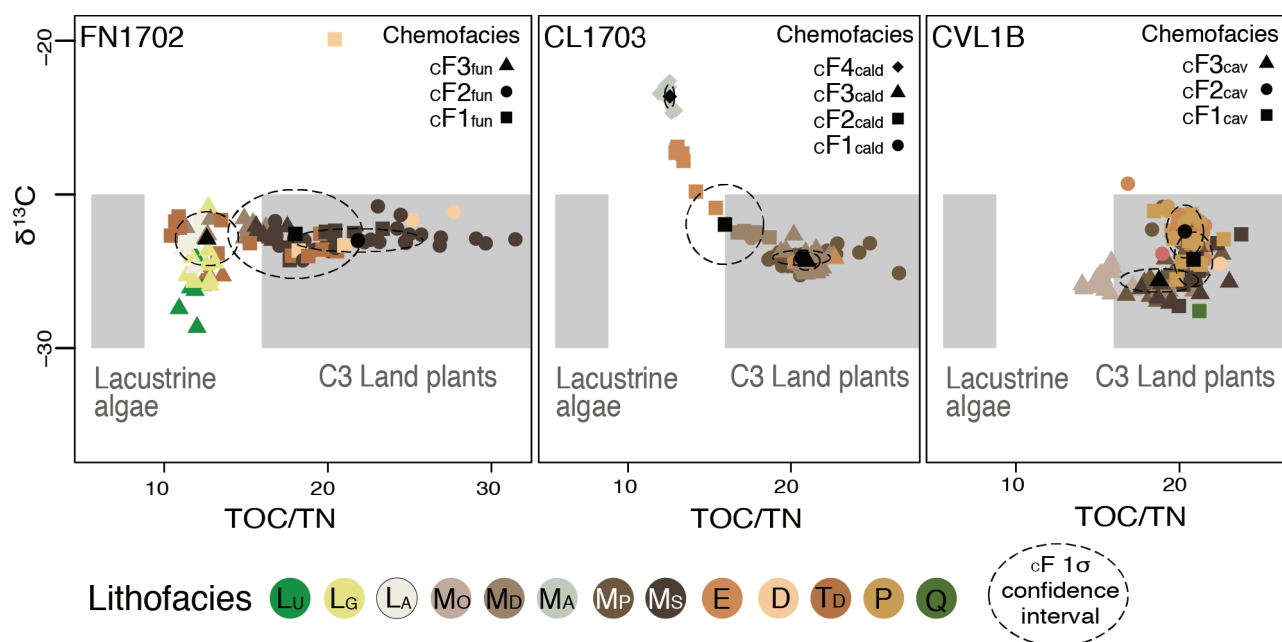 FN1702
Chemofacies
cF3fun
cF2fun
cF1fun
CL1703
Chemofacies
cF4cald
cF3cald
cF2cald
cF1cald
CVL1B
Chemofacies
cF3cav
cF2cav
cF1cav
-20
δ13C
-30
Lacustrine
algae
C3 Land plants
Lacustrine
algae
C3 Land plants
Lacustrine
algae
C3 Land plants
10 20 30
10 20
10 20
TOC/TN
TOC/TN
TOC/TN
Lithofacies LU LG LA MO MD MA MP MS E D TD P Q
cF 1σ
confidence
interval